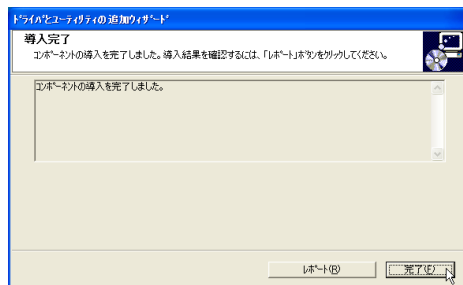 ﾄﾞﾗｲﾊﾞとﾕｰﾃｨﾘﾃｨの追加ｳｨｻﾞｰﾄﾞ
導入完了
ｺﾝﾎﾟｰﾈﾝﾄの導入を完了しました。導入結果を確認するには、「ﾚﾎﾟｰﾄ」ﾎﾞﾀﾝをｸﾘｯｸしてください。
ｺﾝﾎﾟｰﾈﾝﾄの導入を完了しました。
ﾚﾎﾟｰﾄ(R)
完了(F)